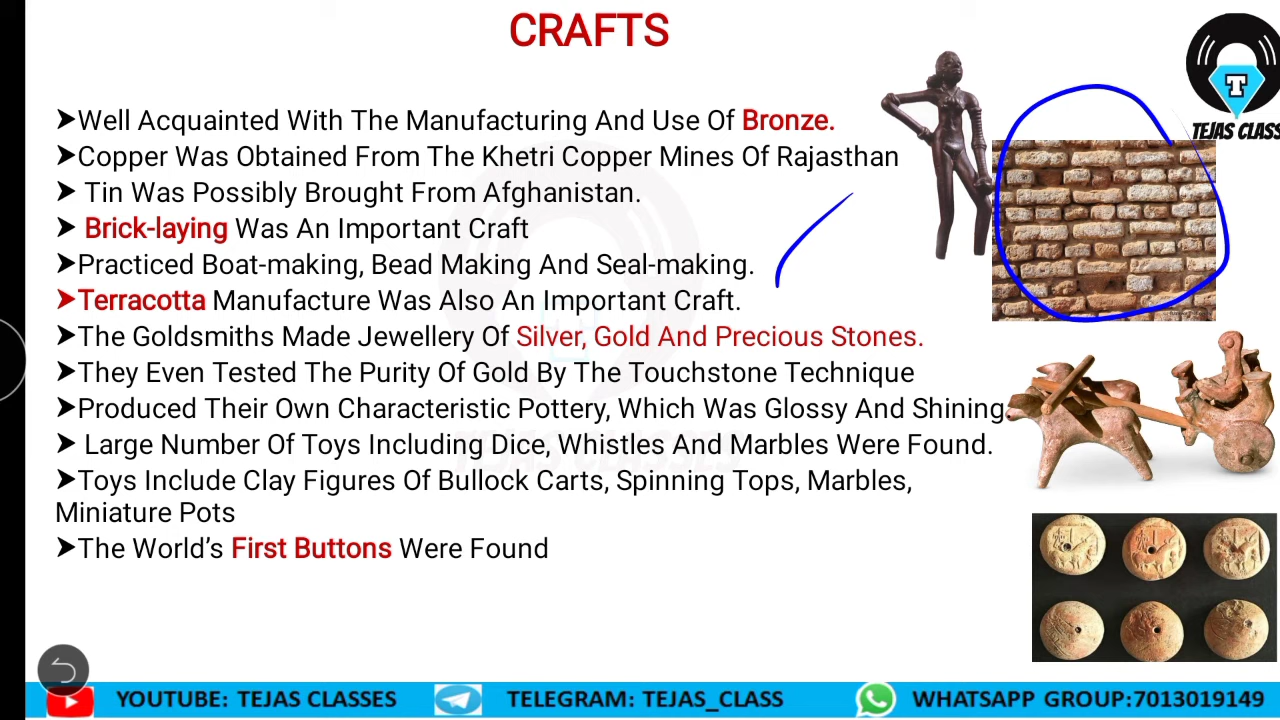 CRAFTS
T
TEJAS CLASS
➤Well Acquainted With The Manufacturing And Use Of Bronze.
➤Copper Was Obtained From The Khetri Copper Mines Of Rajasthan
➤ Tin Was Possibly Brought From Afghanistan.
➤ Brick-laying Was An Important Craft
➤Practiced Boat-making, Bead Making And Seal-making.
➤Terracotta Manufacture Was Also An Important Craft.
➤The Goldsmiths Made Jewellery Of Silver, Gold And Precious Stones.
➤They Even Tested The Purity Of Gold By The Touchstone Technique
➤Produced Their Own Characteristic Pottery, Which Was Glossy And Shining.
➤ Large Number Of Toys Including Dice, Whistles And Marbles Were Found.
➤Toys Include Clay Figures Of Bullock Carts, Spinning Tops, Marbles,
Miniature Pots
➤The World’s First Buttons Were Found
YOUTUBE: TEJAS CLASSES TELEGRAM: TEJAS_CLASS WHATSAPP GROUP:7013019149